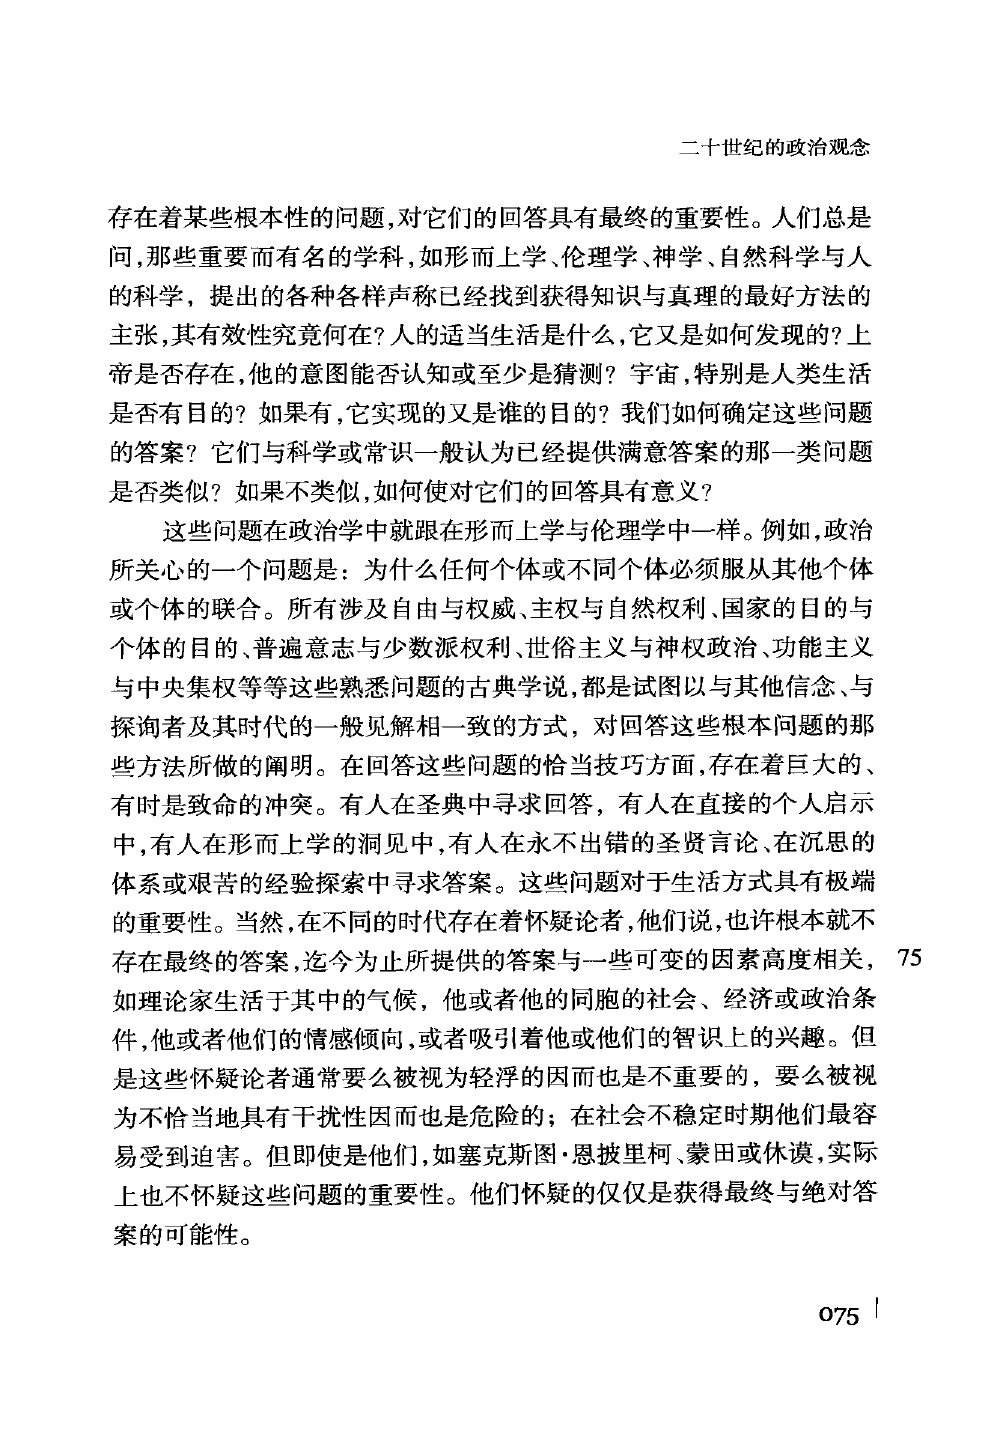 二十世纪的政治观念
存在着某些根本性的问题,对它们的回答具有最终的重要性。人们总是
问,那些重要而有名的学科,如形而上学、伦理学、神学、自然科学与人
的科学，提出的各种各样声称已经找到获得知识与真理的最好方法的
主张,其有效性究竟何在?人的适当生活是什么,它又是如何发现的?上
帝是否存在,他的意图能否认知或至少是猜测？宇宙,特别是人类生活
是否有目的？如果有,它实现的又是谁的目的？我们如何确定这些问题
的答案？它们与科学或常识一般认为已经提供满意答案的那一类问题
是否类似？如果不类似,如何使对它们的回答具有意义?
这些问题在政治学中就跟在形而上学与伦理学中一样。例如,政治
所关心的一个问题是：为什么任何个体或不同个体必须服从其他个体
或个体的联合。所有涉及自由与权威、主权与自然权利、国家的目的与
个体的目的、普遍意志与少数派权利、世俗主义与神权政治、功能主义
与中央集权等等这些熟悉问题的古典学说,都是试图以与其他信念、与
探询者及其时代的一般见解相一致的方式，对回答这些根本问题的那
些方法所做的阐明。在回答这些问题的恰当技巧方面,存在着巨大的、
有时是致命的冲突。有人在圣典中寻求回答，有人在直接的个人启示
中,有人在形而上学的洞见中,有人在永不出错的圣贤言论、在沉思的
体系或艰苦的经验探索中寻求答案。这些问题对于生活方式具有极端
的重要性。当然,在不同的时代存在着怀疑论者,他们说,也许根本就不
存在最终的答案,迄今为止所提供的答案与一些可变的因素高度相关， 75
如理论家生活于其中的气候，他或者他的同胞的社会、经济或政治条
件,他或者他们的情感倾向,或者吸引着他或他们的智识上的兴趣。但
是这些怀疑论者通常要么被视为轻浮的因而也是不重要的，要么被视
为不恰当地具有干扰性因而也是危险的；在社会不稳定时期他们最容
易受到迫害。但即使是他们,如塞克斯图·恩披里柯、蒙田或休谟,实际
上也不怀疑这些问题的重要性。他们怀疑的仅仅是获得最终与绝对答
案的可能性。
075